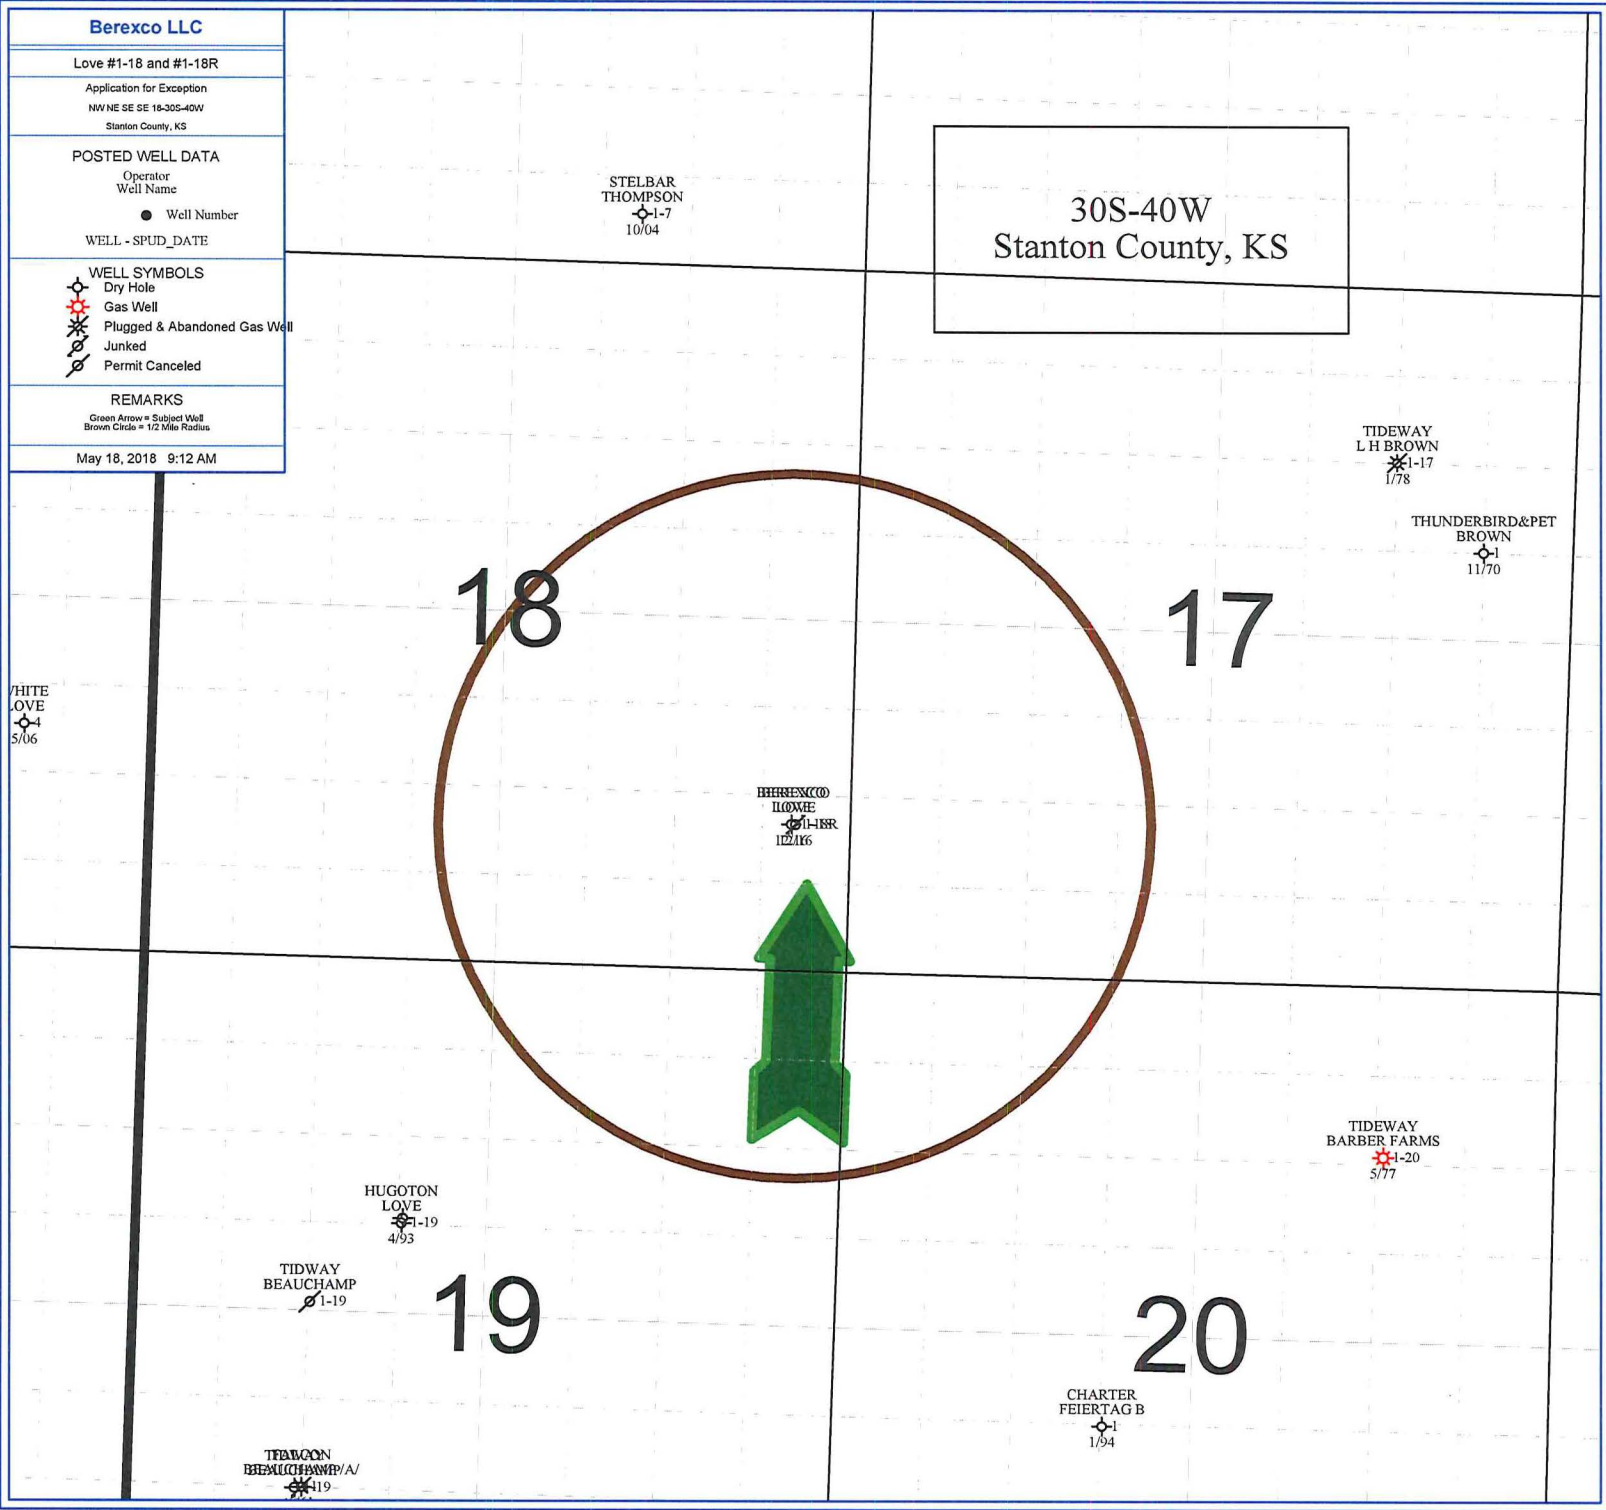 Berexco LLC
Love #1-18 and #1-18R
Application for Exception
NW NE SE SE 18-30S-40W
Stanton County, KS
POSTED WELL DATA
Operator
Well Name
Well Number
WELL - SPUD_DATE
WELL SYMBOLS
Dry Hole
Gas Well
Plugged & Abandoned Gas Well
Junked
Permit Canceled
REMARKS
Green Arrow = Subject Well
Brown Circle = 1/2 Mile Radius
May 18, 2018 9:12 AM
STELBAR
THOMPSON
1-7
10/04
30S-40W
Stanton County, KS
TIDEWAY
L H BROWN
1-17
1/78
THUNDERBIRD&PET
BROWN
1
11/70
18
17
4
5/06
BEREXCO
LOVE
1-18R
TIDEWAY
BARBER FARMS
1-20
5/77
HUGOTON
LOVE
1-19
4/93
TIDWAY
BEAUCHAMP
1-19
19
20
CHARTER
FEIERTAG B
1
1/94